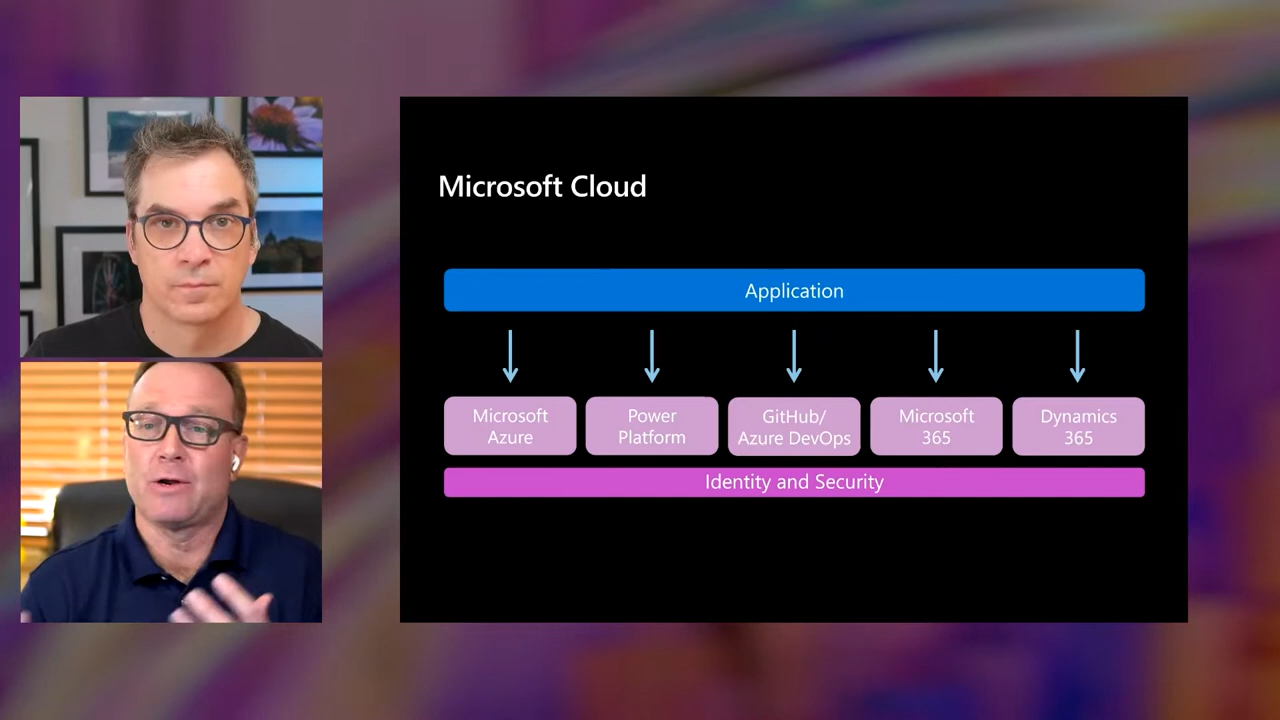 Microsoft Cloud
Application
Microsoft
Azure
Power
Platform
GitHub/
Azure DevOps
Microsoft
365
Dynamics
365
Identity and Security